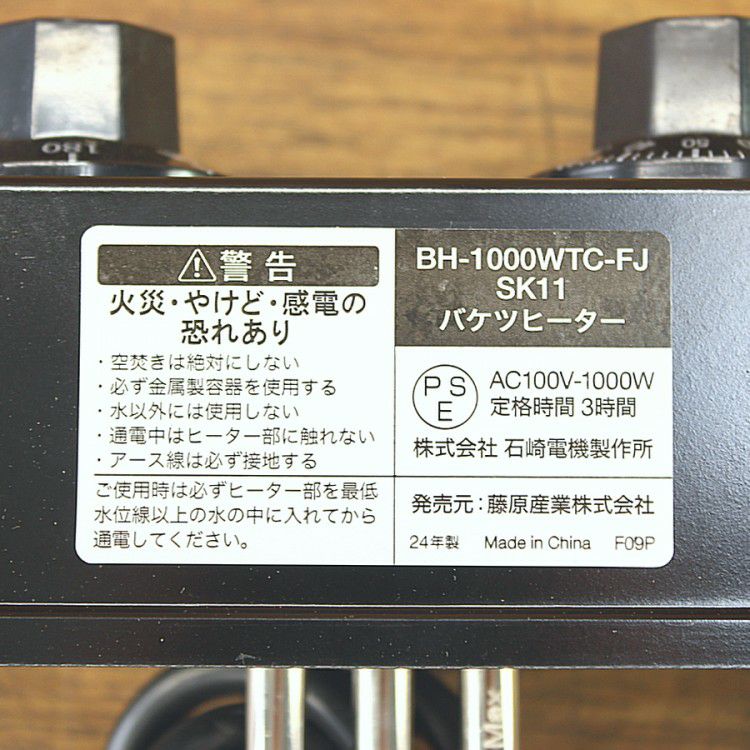 180
50
警告
火災・やけど・感電の
恐れあり
・空焚きは絶対にしない
・必ず金属製容器を使用する
・水以外には使用しない
・通電中はヒーター部に触れない
・アース線は必ず接地する
ご使用時は必ずヒーター部を最低
水位線以上の水の中に入れてから
通電してください。
BH-1000WTC-FJ
SK11
バケツヒーター
PSE
AC100V-1000W
定格時間 3時間
株式会社 石崎電機製作所
発売元：藤原産業株式会社
24年製 Made in China F09P
Max